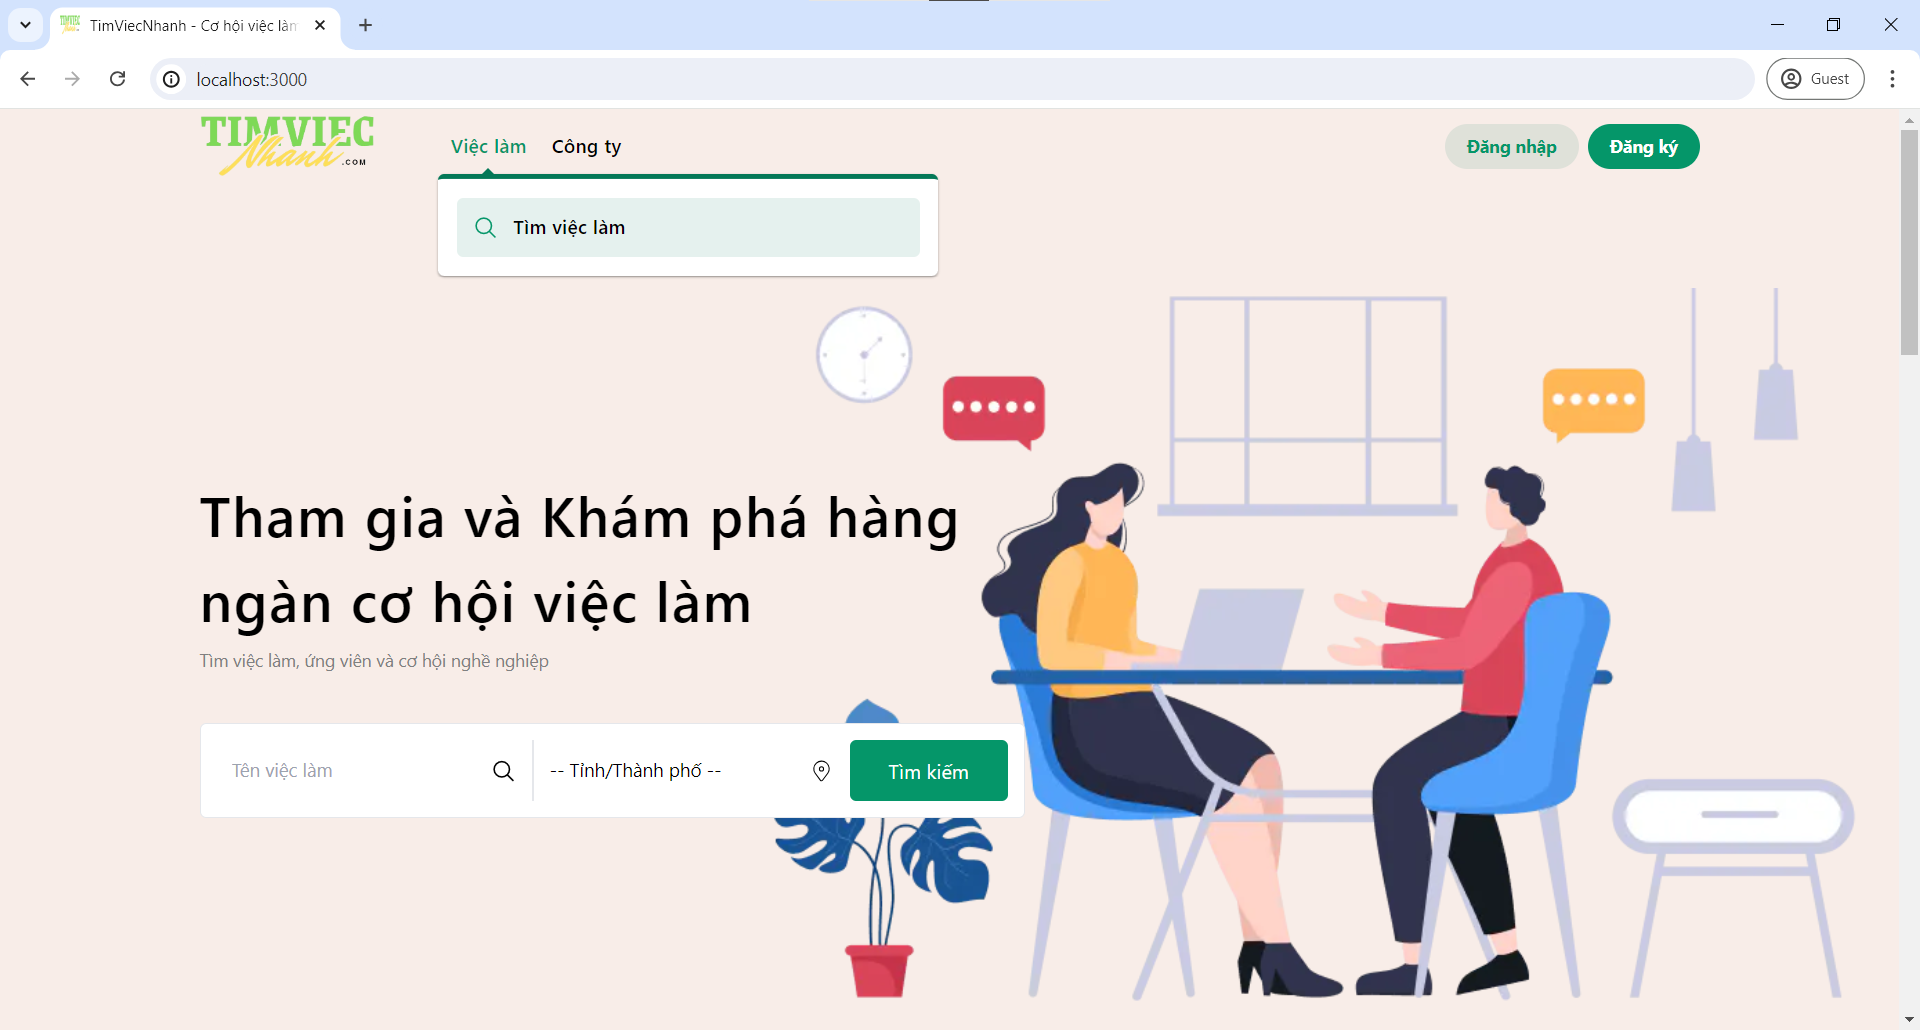 TimViecNhanh - Cơ hội việc làm
localhost:3000
Guest
TIMVIEC
Nhanh .COM
Việc làm
Công ty
Đăng nhập
Đăng ký
Tìm việc làm
Tham gia và Khám phá hàng
ngàn cơ hội việc làm
Tìm việc làm, ứng viên và cơ hội nghề nghiệp
Tên việc làm
-- Tỉnh/Thành phố --
Tìm kiếm